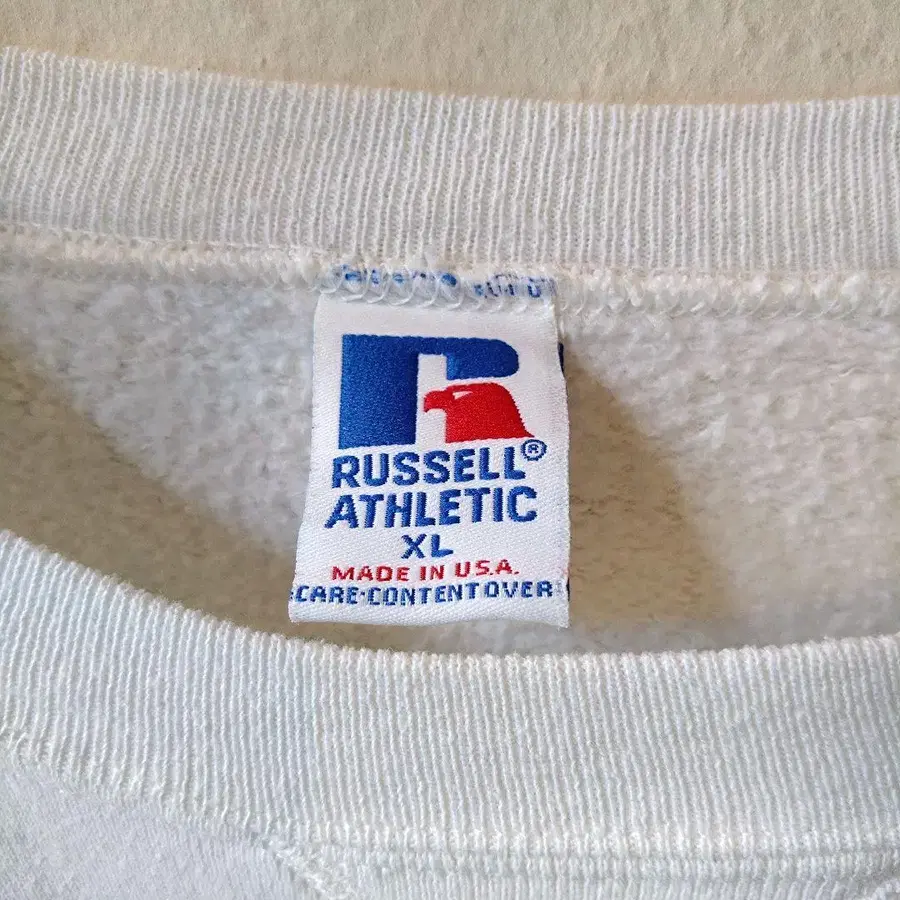 RUSSELL®
ATHLETIC
XL
MADE IN U.S.A.
CARE·CONTENT OVER